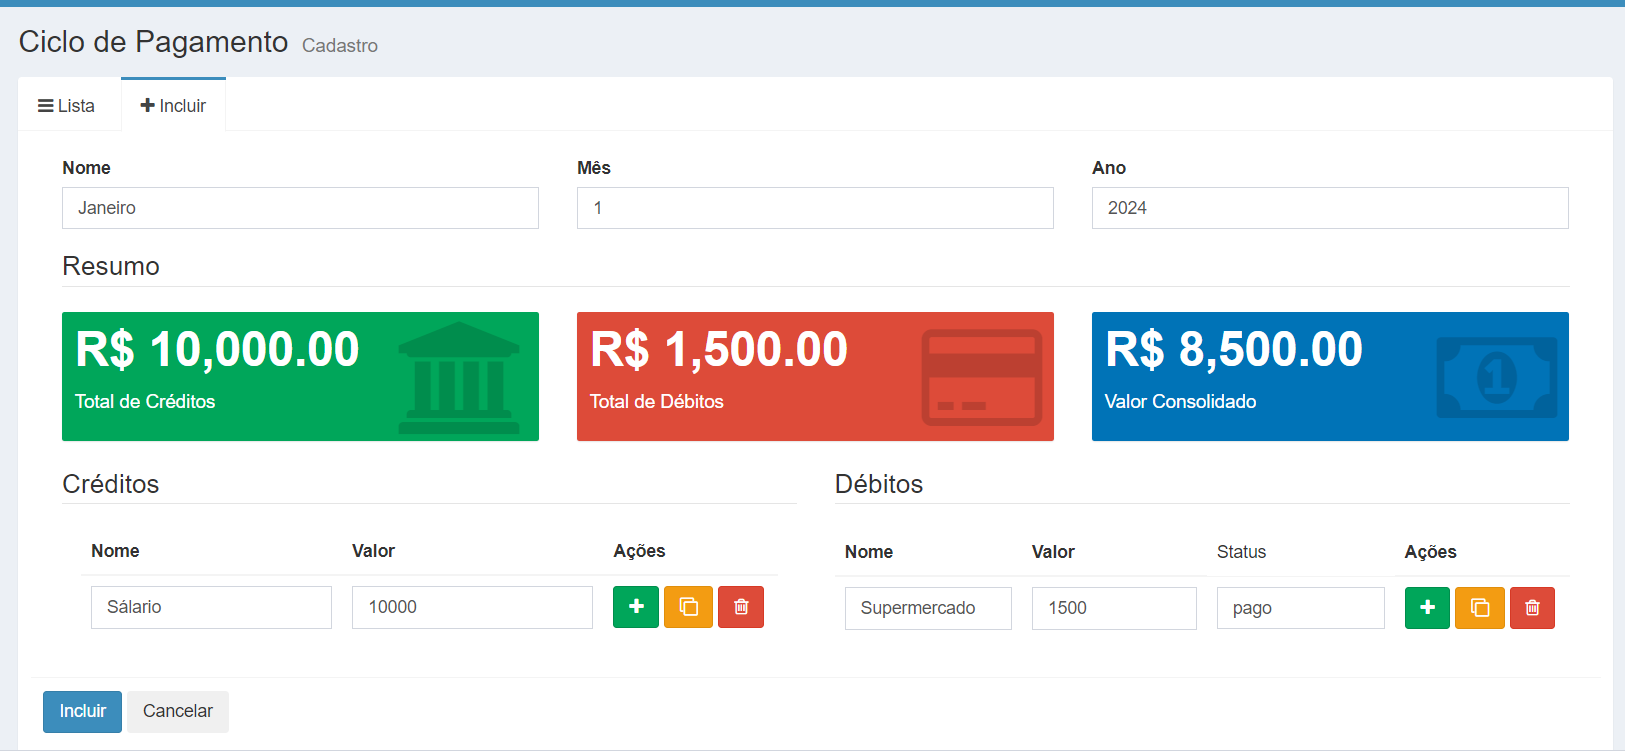 Ciclo de Pagamento Cadastro
Lista Incluir
Nome Mês Ano
Janeiro 1 2024
Resumo
R$ 10,000.00 R$ 1,500.00 R$ 8,500.00
Total de Créditos Total de Débitos Valor Consolidado
Créditos Débitos
Nome Valor Ações Nome Valor Status Ações
Sálario 10000 Supermercado 1500 pago
Incluir Cancelar